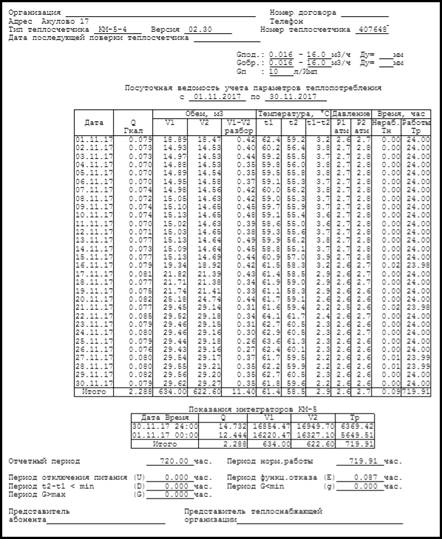 Организация Номер договора
Адрес Акулово 17 Телефон
Тип теплосчетчика КМ-5-4 Версия 02.30 Номер теплосчетчика 407648
Дата последующей поверки теплосчетчика
Gпод.: 0.016 - 16.0 м3/ч Ду= мм
Gобр.: 0.016 - 16.0 м3/ч Ду= мм
Gп : 10 л/Имп
Посуточная ведомость учета параметров теплопотребления
с 01.11.2017 по 30.11.2017
Объем, м3 Температура, °C Давление Время, час
Дата Q V1 V2 V1-V2 t1 t2 t1-t2 P1 P2 Нераб. Работы
Гкал разбор атм атм Тн Тр
01.11.17 0.079 18.89 18.47 0.42 62.4 59.2 3.2 2.6 2.7 0.00 24.00
02.11.17 0.073 14.93 14.53 0.40 60.2 56.4 3.8 2.7 2.8 0.00 24.00
03.11.17 0.073 14.97 14.53 0.44 59.2 55.5 3.7 2.7 2.8 0.00 24.00
04.11.17 0.070 14.88 14.53 0.35 59.8 56.0 3.8 2.7 2.8 0.00 24.00
05.11.17 0.070 14.89 14.54 0.35 59.5 55.8 3.8 2.7 2.8 0.00 24.00
06.11.17 0.070 14.95 14.58 0.37 59.1 55.3 3.7 2.7 2.8 0.00 24.00
07.11.17 0.074 14.98 14.56 0.42 60.0 56.2 3.8 2.7 2.8 0.00 24.00
08.11.17 0.072 15.05 14.63 0.42 59.0 55.3 3.7 2.7 2.8 0.00 24.00
09.11.17 0.074 15.10 14.65 0.45 59.7 55.9 3.7 2.7 2.8 0.00 24.00
10.11.17 0.073 15.13 14.65 0.48 59.1 55.4 3.6 2.7 2.8 0.00 24.00
11.11.17 0.070 15.02 14.63 0.39 58.6 55.0 3.6 2.7 2.8 0.00 24.00
12.11.17 0.071 15.03 14.65 0.38 59.3 55.6 3.7 2.7 2.8 0.00 24.00
13.11.17 0.077 15.13 14.64 0.49 59.9 56.2 3.8 2.7 2.8 0.00 24.00
14.11.17 0.073 15.09 14.64 0.45 58.8 55.1 3.7 2.7 2.8 0.00 24.00
15.11.17 0.077 15.13 14.69 0.44 60.9 57.0 3.9 2.7 2.8 0.00 24.00
16.11.17 0.079 19.34 18.92 0.42 61.5 58.3 3.2 2.6 2.7 0.02 23.98
17.11.17 0.081 21.82 21.39 0.43 61.4 58.5 2.9 2.6 2.7 0.00 24.00
18.11.17 0.077 21.71 21.38 0.34 61.9 59.0 2.9 2.6 2.7 0.00 24.00
19.11.17 0.075 21.74 21.41 0.33 61.1 58.3 2.9 2.6 2.6 0.00 24.00
20.11.17 0.082 25.18 24.74 0.44 61.7 59.1 2.6 2.6 2.6 0.00 24.00
21.11.17 0.077 29.45 29.14 0.31 61.6 59.4 2.2 2.5 2.6 0.02 23.98
22.11.17 0.085 29.52 29.18 0.34 64.1 61.7 2.4 2.5 2.6 0.00 24.00
23.11.17 0.079 29.46 29.15 0.31 62.7 60.5 2.3 2.6 2.6 0.00 24.00
24.11.17 0.080 29.46 29.16 0.30 62.9 60.5 2.3 2.6 2.7 0.00 24.00
25.11.17 0.079 29.44 29.18 0.26 63.6 61.3 2.3 2.6 2.6 0.00 24.00
26.11.17 0.076 29.43 29.16 0.27 62.4 60.1 2.3 2.6 2.7 0.00 24.00
27.11.17 0.080 29.54 29.17 0.37 61.7 59.5 2.2 2.6 2.7 0.01 23.99
28.11.17 0.081 29.55 29.21 0.35 62.2 59.9 2.2 2.6 2.6 0.01 23.99
29.11.17 0.082 29.56 29.20 0.35 62.7 60.5 2.3 2.6 2.6 0.00 24.00
30.11.17 0.079 29.62 29.27 0.35 61.8 59.6 2.2 2.6 2.6 0.00 24.00
Итого 2.288 634.00 622.60 11.40 61.4 58.5 2.9 2.6 2.7 0.09 719.91
Показания интеграторов КМ-5
Дата Время Q V1 V2 Тр
30.11.17 24:00 14.732 16854.47 16949.70 6369.42
01.11.17 00:00 12.444 16220.47 16327.10 5649.51
Итого 2.288 634.00 622.60 719.91
Отчетный период 720.00 час. Период норм.работы 719.91 час.
Период отключения питания (U) 0.000 час. Период функц.отказа (E) 0.087 час.
Период t2-t1 < min (D) 0.000 час. Период G<min (g) 0.000 час.
Период G>max (G) 0.000 час.
Представитель Представитель теплоснабжающей
абонента организации